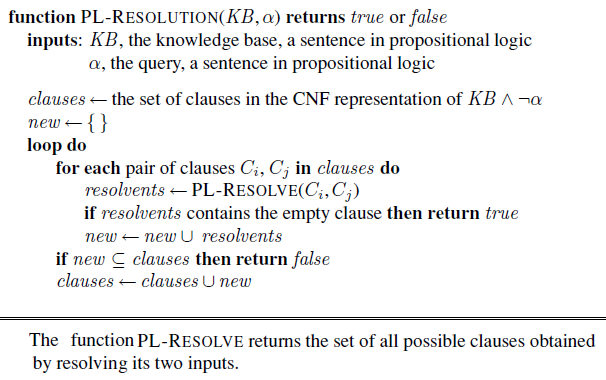 function PL-RESOLUTION(KB, α) returns true or false
inputs: KB, the knowledge base, a sentence in propositional logic
α, the query, a sentence in propositional logic
clauses ← the set of clauses in the CNF representation of KB ∧ ¬α
new ← { }
loop do
for each pair of clauses Cᵢ, Cⱼ in clauses do
resolvents ← PL-RESOLVE(Cᵢ, Cⱼ)
if resolvents contains the empty clause then return true
new ← new ∪ resolvents
if new ⊆ clauses then return false
clauses ← clauses ∪ new
The function PL-RESOLVE returns the set of all possible clauses obtained
by resolving its two inputs.